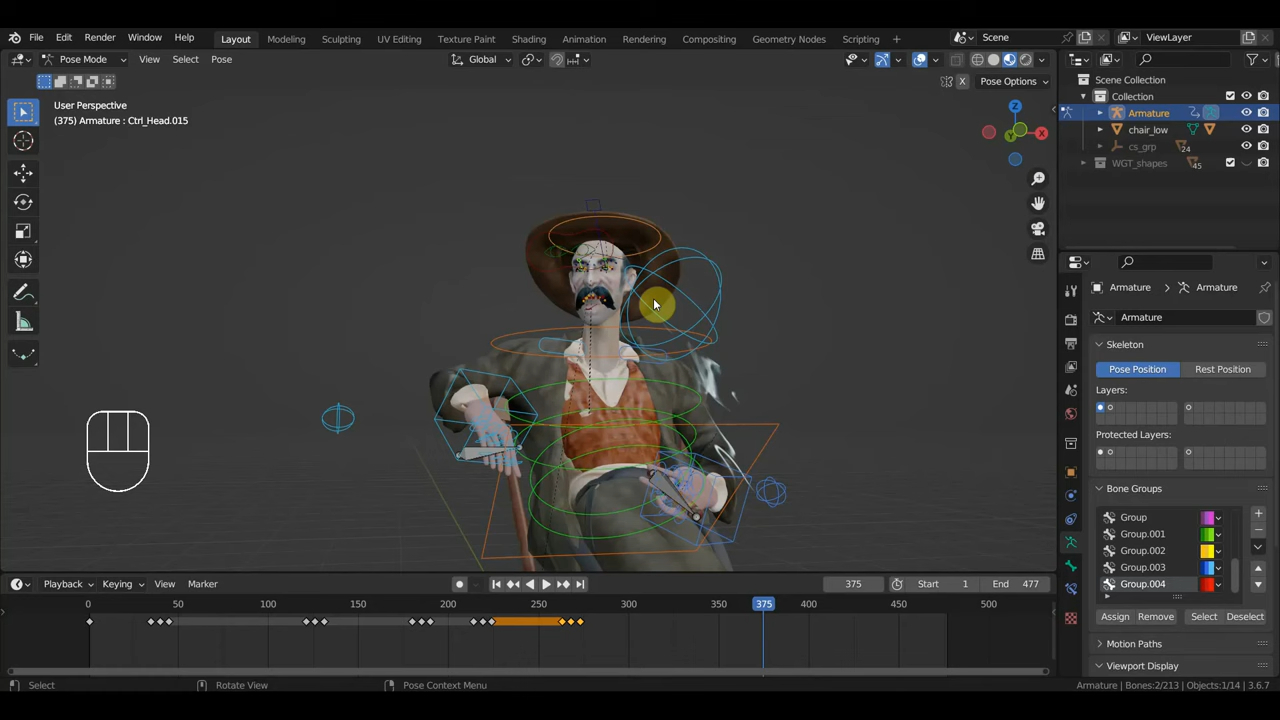 File Edit Render Window Help Layout Modeling Sculpting UV Editing Texture Paint Shading Animation Rendering Compositing Geometry Nodes Scripting Scene ViewLayer
Pose Mode View Select Pose Global
X Pose Options
Scene Collection
User Perspective
Collection
(375) Armature : Ctrl_Head.015
Armature
chair_low
cs_grp 24
WGT_shapes 45
Z
X
Y
Armature Armature
Armature
Skeleton
Pose Position Rest Position
Layers:
Protected Layers:
Bone Groups
Group
Group.001
Group.002
Group.003
Group.004
Playback Keying View Marker 375 Start 1 End 477
0 50 100 150 200 250 300 350 375 400 450 500
Assign Remove Select Deselect
Motion Paths
Viewport Display
Select Rotate View Pose Context Menu Armature | Bones:2/213 | Objects:1/14 | 3.6.7